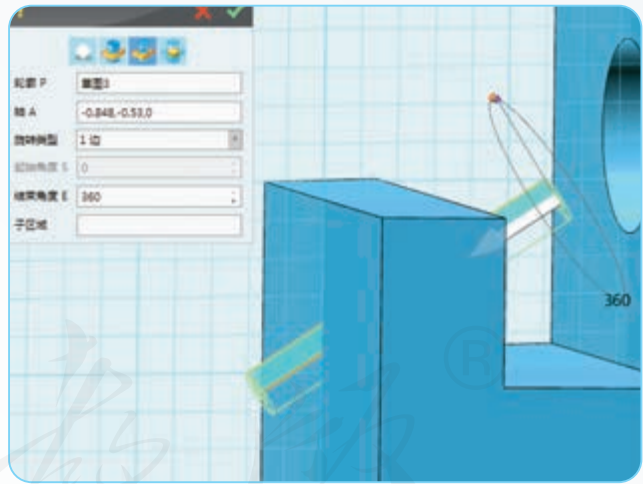 轮廓 P 草图3
轴 A -0.848,-0.53,0
旋转类型 1 边
起始角度 S 0
结束角度 E 360
子区域
360
®